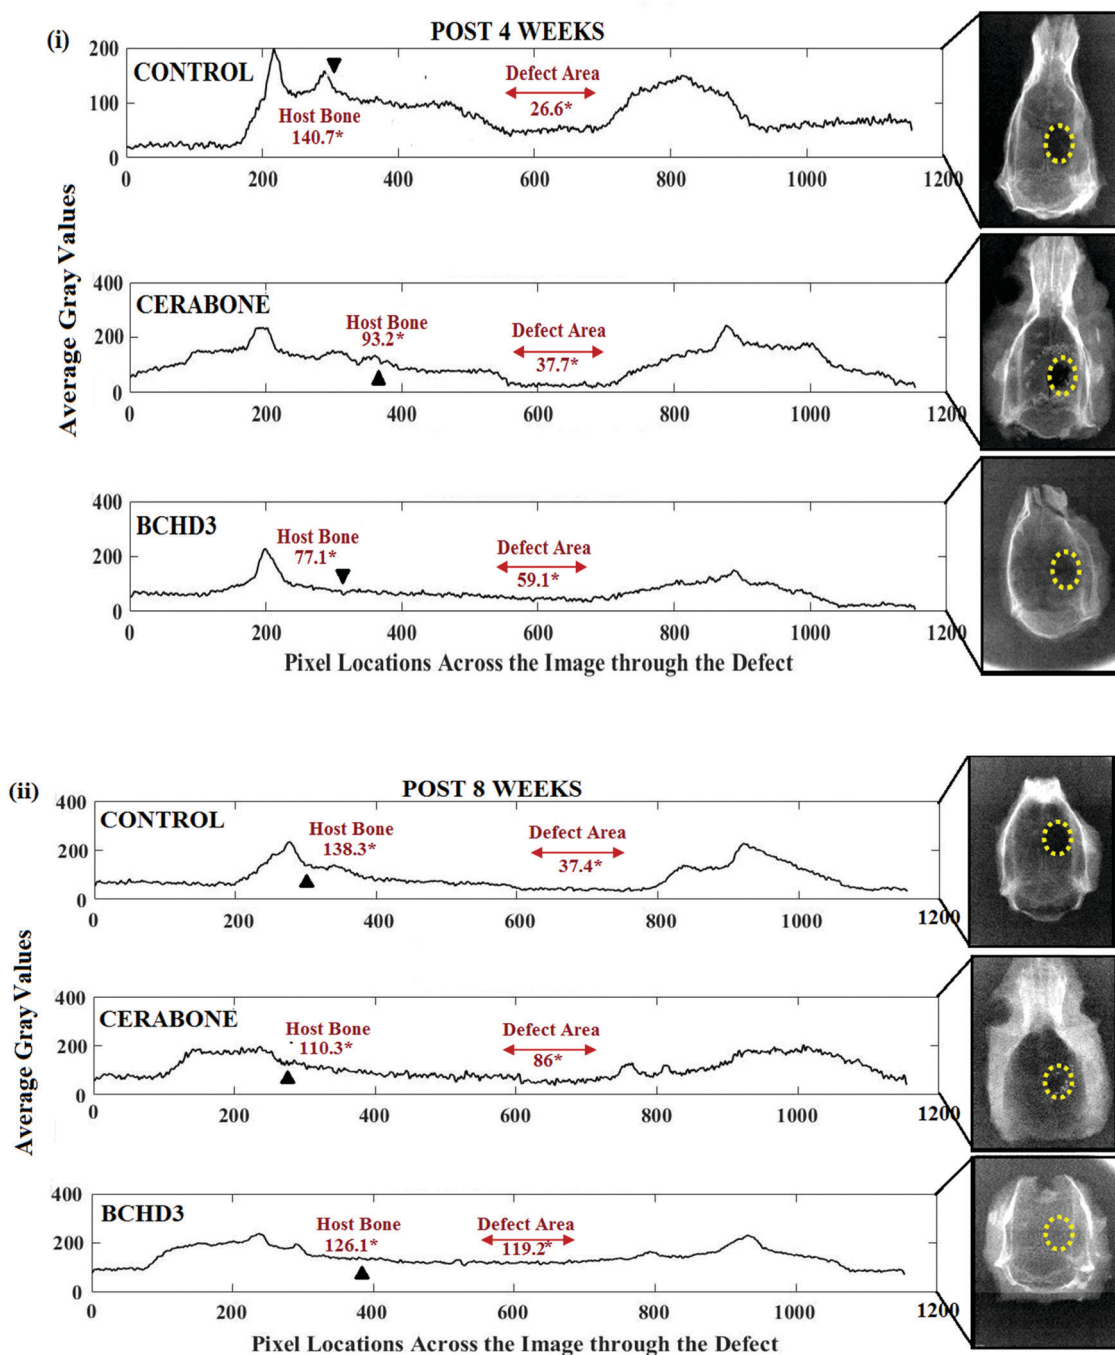 (i)
POST 4 WEEKS
Average Gray Values
200
CONTROL
Defect Area
100
Host Bone
26.6*
140.7*
0
0 200 400 600 800 1000 1200
400
CERABONE
Host Bone
Defect Area
200
93.2*
37.7*
0
0 200 400 600 800 1000 1200
400
BCHD3
Host Bone
Defect Area
200
77.1*
59.1*
0
0 200 400 600 800 1000 1200
Pixel Locations Across the Image through the Defect
(ii)
POST 8 WEEKS
Average Gray Values
400
CONTROL
Host Bone
Defect Area
200
138.3*
37.4*
0
0 200 400 600 800 1000 1200
400
CERABONE
Host Bone
Defect Area
200
110.3*
86*
0
0 200 400 600 800 1000 1200
400
BCHD3
Host Bone
Defect Area
200
126.1*
119.2*
0
0 200 400 600 800 1000 1200
Pixel Locations Across the Image through the Defect